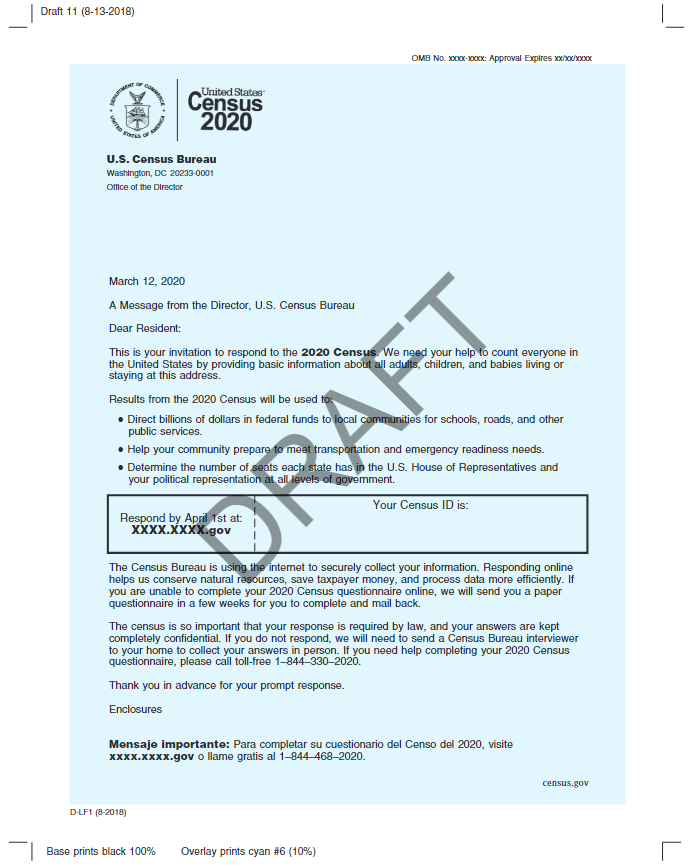 Draft 11 (8-13-2018)
OMB No. xxxx-xxxx: Approval Expires xx/xx/xxxx
DEPARTMENT OF COMMERCE
UNITED STATES OF AMERICA
United States™
Census
2020
U.S. Census Bureau
Washington, DC 20233-0001
Office of the Director
March 12, 2020
A Message from the Director, U.S. Census Bureau
Dear Resident:
This is your invitation to respond to the 2020 Census. We need your help to count everyone in
the United States by providing basic information about all adults, children, and babies living or
staying at this address.
Results from the 2020 Census will be used to:
• Direct billions of dollars in federal funds to local communities for schools, roads, and other
public services.
• Help your community prepare to meet transportation and emergency readiness needs.
• Determine the number of seats each state has in the U.S. House of Representatives and
your political representation at all levels of government.
Respond by April 1st at:
XXXX.XXXX.gov
Your Census ID is:
The Census Bureau is using the internet to securely collect your information. Responding online
helps us conserve natural resources, save taxpayer money, and process data more efficiently. If
you are unable to complete your 2020 Census questionnaire online, we will send you a paper
questionnaire in a few weeks for you to complete and mail back.
The census is so important that your response is required by law, and your answers are kept
completely confidential. If you do not respond, we will need to send a Census Bureau interviewer
to your home to collect your answers in person. If you need help completing your 2020 Census
questionnaire, please call toll-free 1–844–330–2020.
Thank you in advance for your prompt response.
Enclosures
Mensaje importante: Para completar su cuestionario del Censo del 2020, visite
xxxx.xxxx.gov o llame gratis al 1–844–468–2020.
census.gov
D-LF1 (8-2018)
Base prints black 100%
Overlay prints cyan #6 (10%)
DRAFT